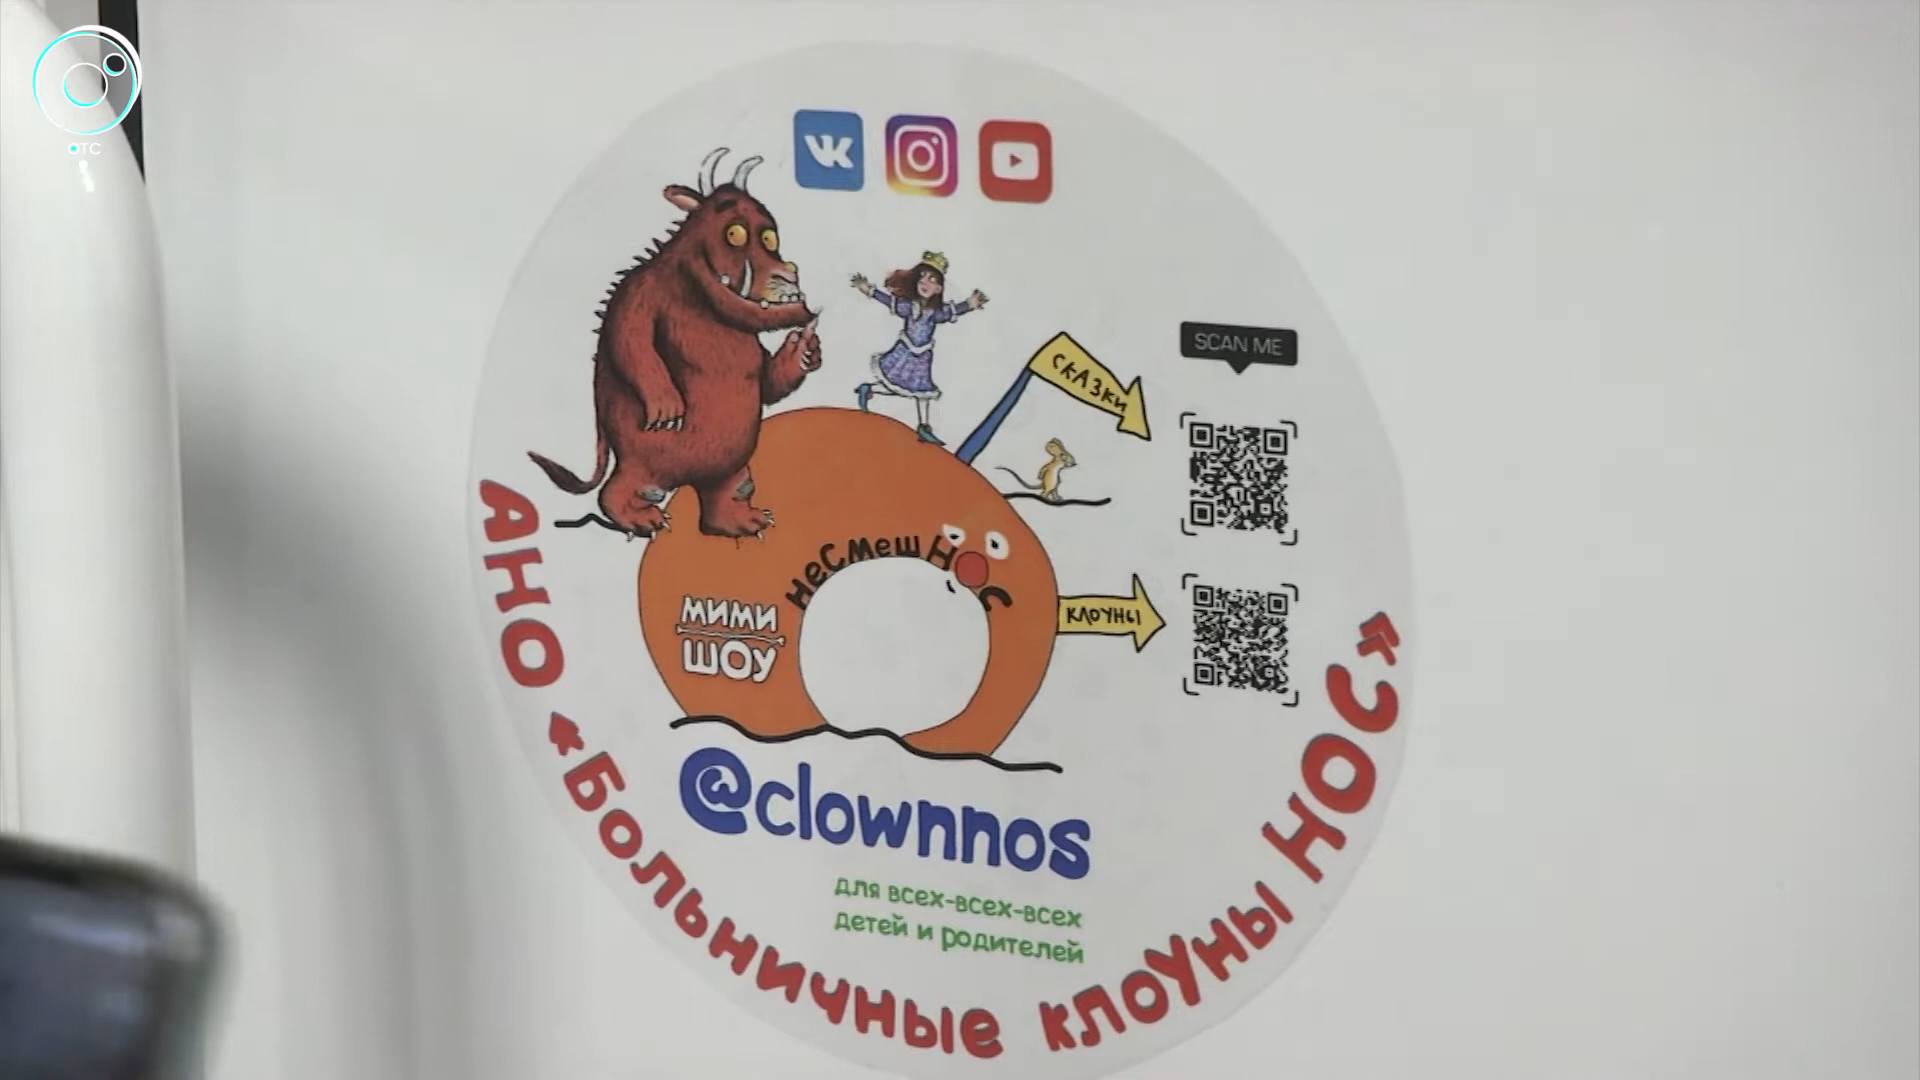 ОТС
SCAN ME
СКАЗКИ
неСмешНоС
МИМИ
ШОУ
КЛОУНЫ
@clownnos
для всех-всех-всех
детей и родителей
АНО «Больничные клоуны НОС»